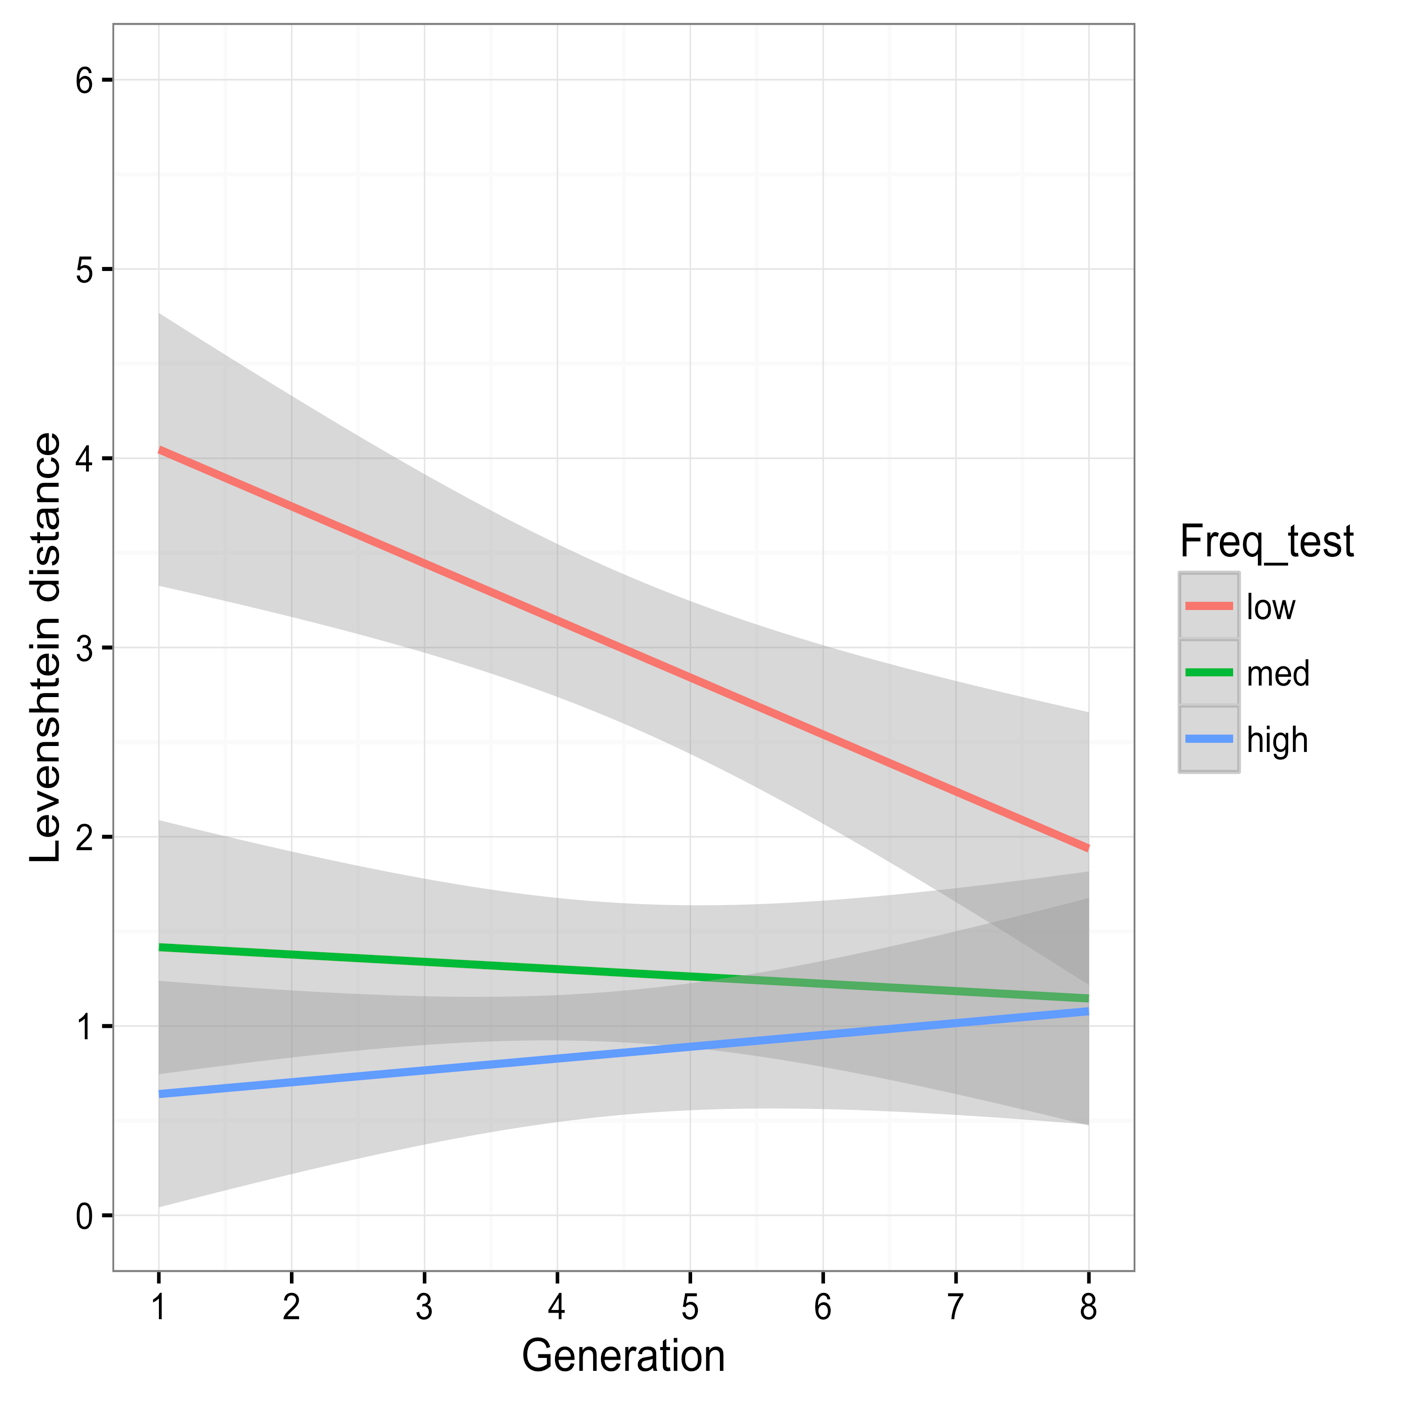 6
5
4
3
2
1
0
Levenshtein distance
1 2 3 4 5 6 7 8
Generation
Freq_test
low
med
high